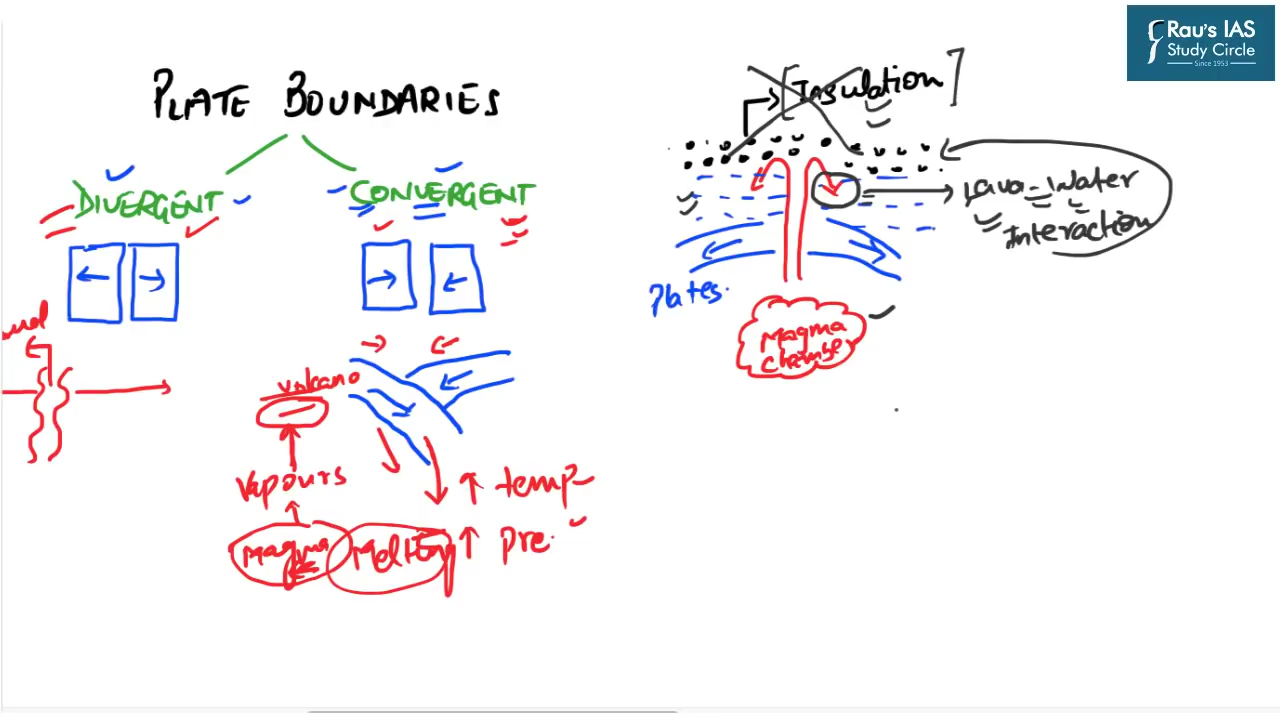 Rau's IAS
Study Circle
Since 1953
PLATE BOUNDARIES
DIVERGENT
CONVERGENT
volcano
Vapours
Magma
Melting
↑ temp
↑ pre.
[Insulation]
Lava-Water
Interaction
Plates.
Magma
Chamber